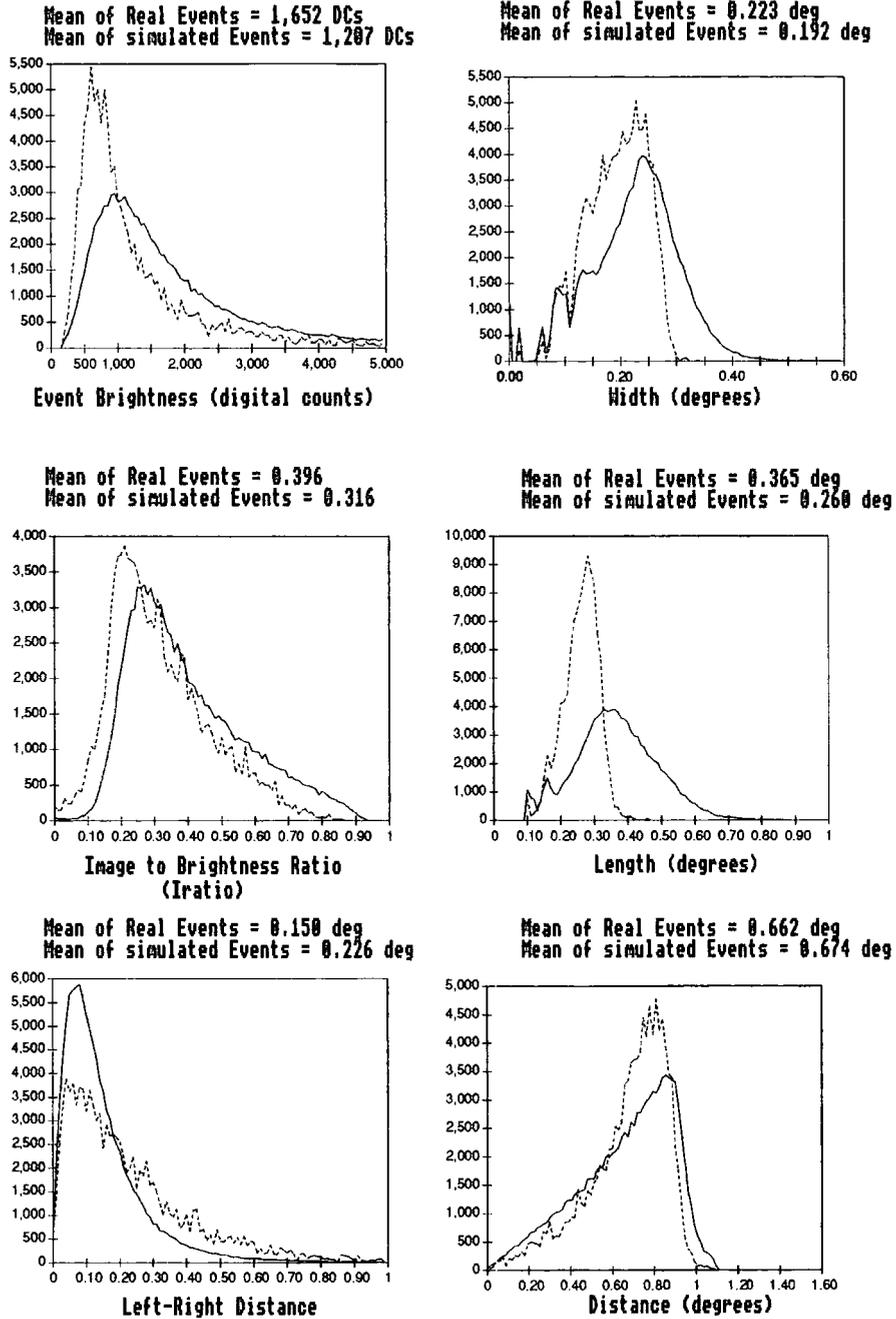 Mean of Real Events = 1,652 DCs
Mean of simulated Events = 1,207 DCs
5,500
5,000
4,500
4,000
3,500
3,000
2,500
2,000
1,500
1,000
500
0
0 500 1,000 2,000 3,000 4,000 5,000
Event Brightness (digital counts)
Mean of Real Events = 0.223 deg
Mean of simulated Events = 0.192 deg
5,500
5,000
4,500
4,000
3,500
3,000
2,500
2,000
1,500
1,000
500
0
0.00 0.20 0.40 0.60
Width (degrees)
Mean of Real Events = 0.396
Mean of simulated Events = 0.316
4,000
3,500
3,000
2,500
2,000
1,500
1,000
500
0
0 0.10 0.20 0.30 0.40 0.50 0.60 0.70 0.80 0.90 1
Image to Brightness Ratio
(Iratio)
Mean of Real Events = 0.365 deg
Mean of simulated Events = 0.260 deg
10,000
9,000
8,000
7,000
6,000
5,000
4,000
3,000
2,000
1,000
0
0 0.10 0.20 0.30 0.40 0.50 0.60 0.70 0.80 0.90 1
Length (degrees)
Mean of Real Events = 0.150 deg
Mean of simulated Events = 0.226 deg
6,000
5,500
5,000
4,500
4,000
3,500
3,000
2,500
2,000
1,500
1,000
500
0
0 0.10 0.20 0.30 0.40 0.50 0.60 0.70 0.80 0.90 1
Left-Right Distance
Mean of Real Events = 0.662 deg
Mean of simulated Events = 0.674 deg
5,000
4,500
4,000
3,500
3,000
2,500
2,000
1,500
1,000
500
0
0 0.20 0.40 0.60 0.80 1 1.20 1.40 1.60
Distance (degrees)